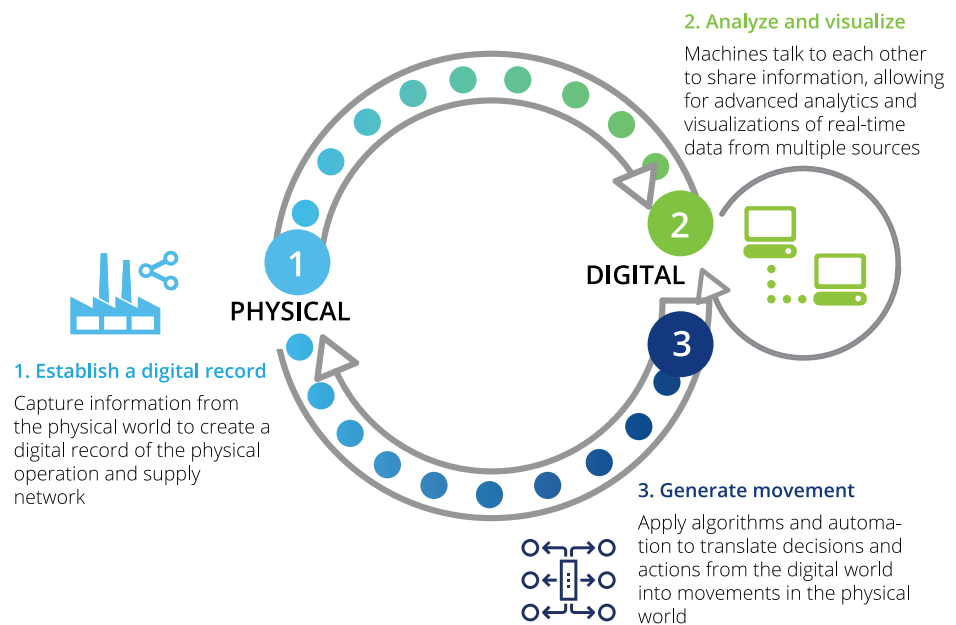 2. Analyze and visualize
Machines talk to each other
to share information, allowing
for advanced analytics and
visualizations of real-time
data from multiple sources
2
1
DIGITAL
PHYSICAL
3
1. Establish a digital record
Capture information from
the physical world to create a
digital record of the physical
operation and supply
network
3. Generate movement
Apply algorithms and automa-
tion to translate decisions and
actions from the digital world
into movements in the physical
world